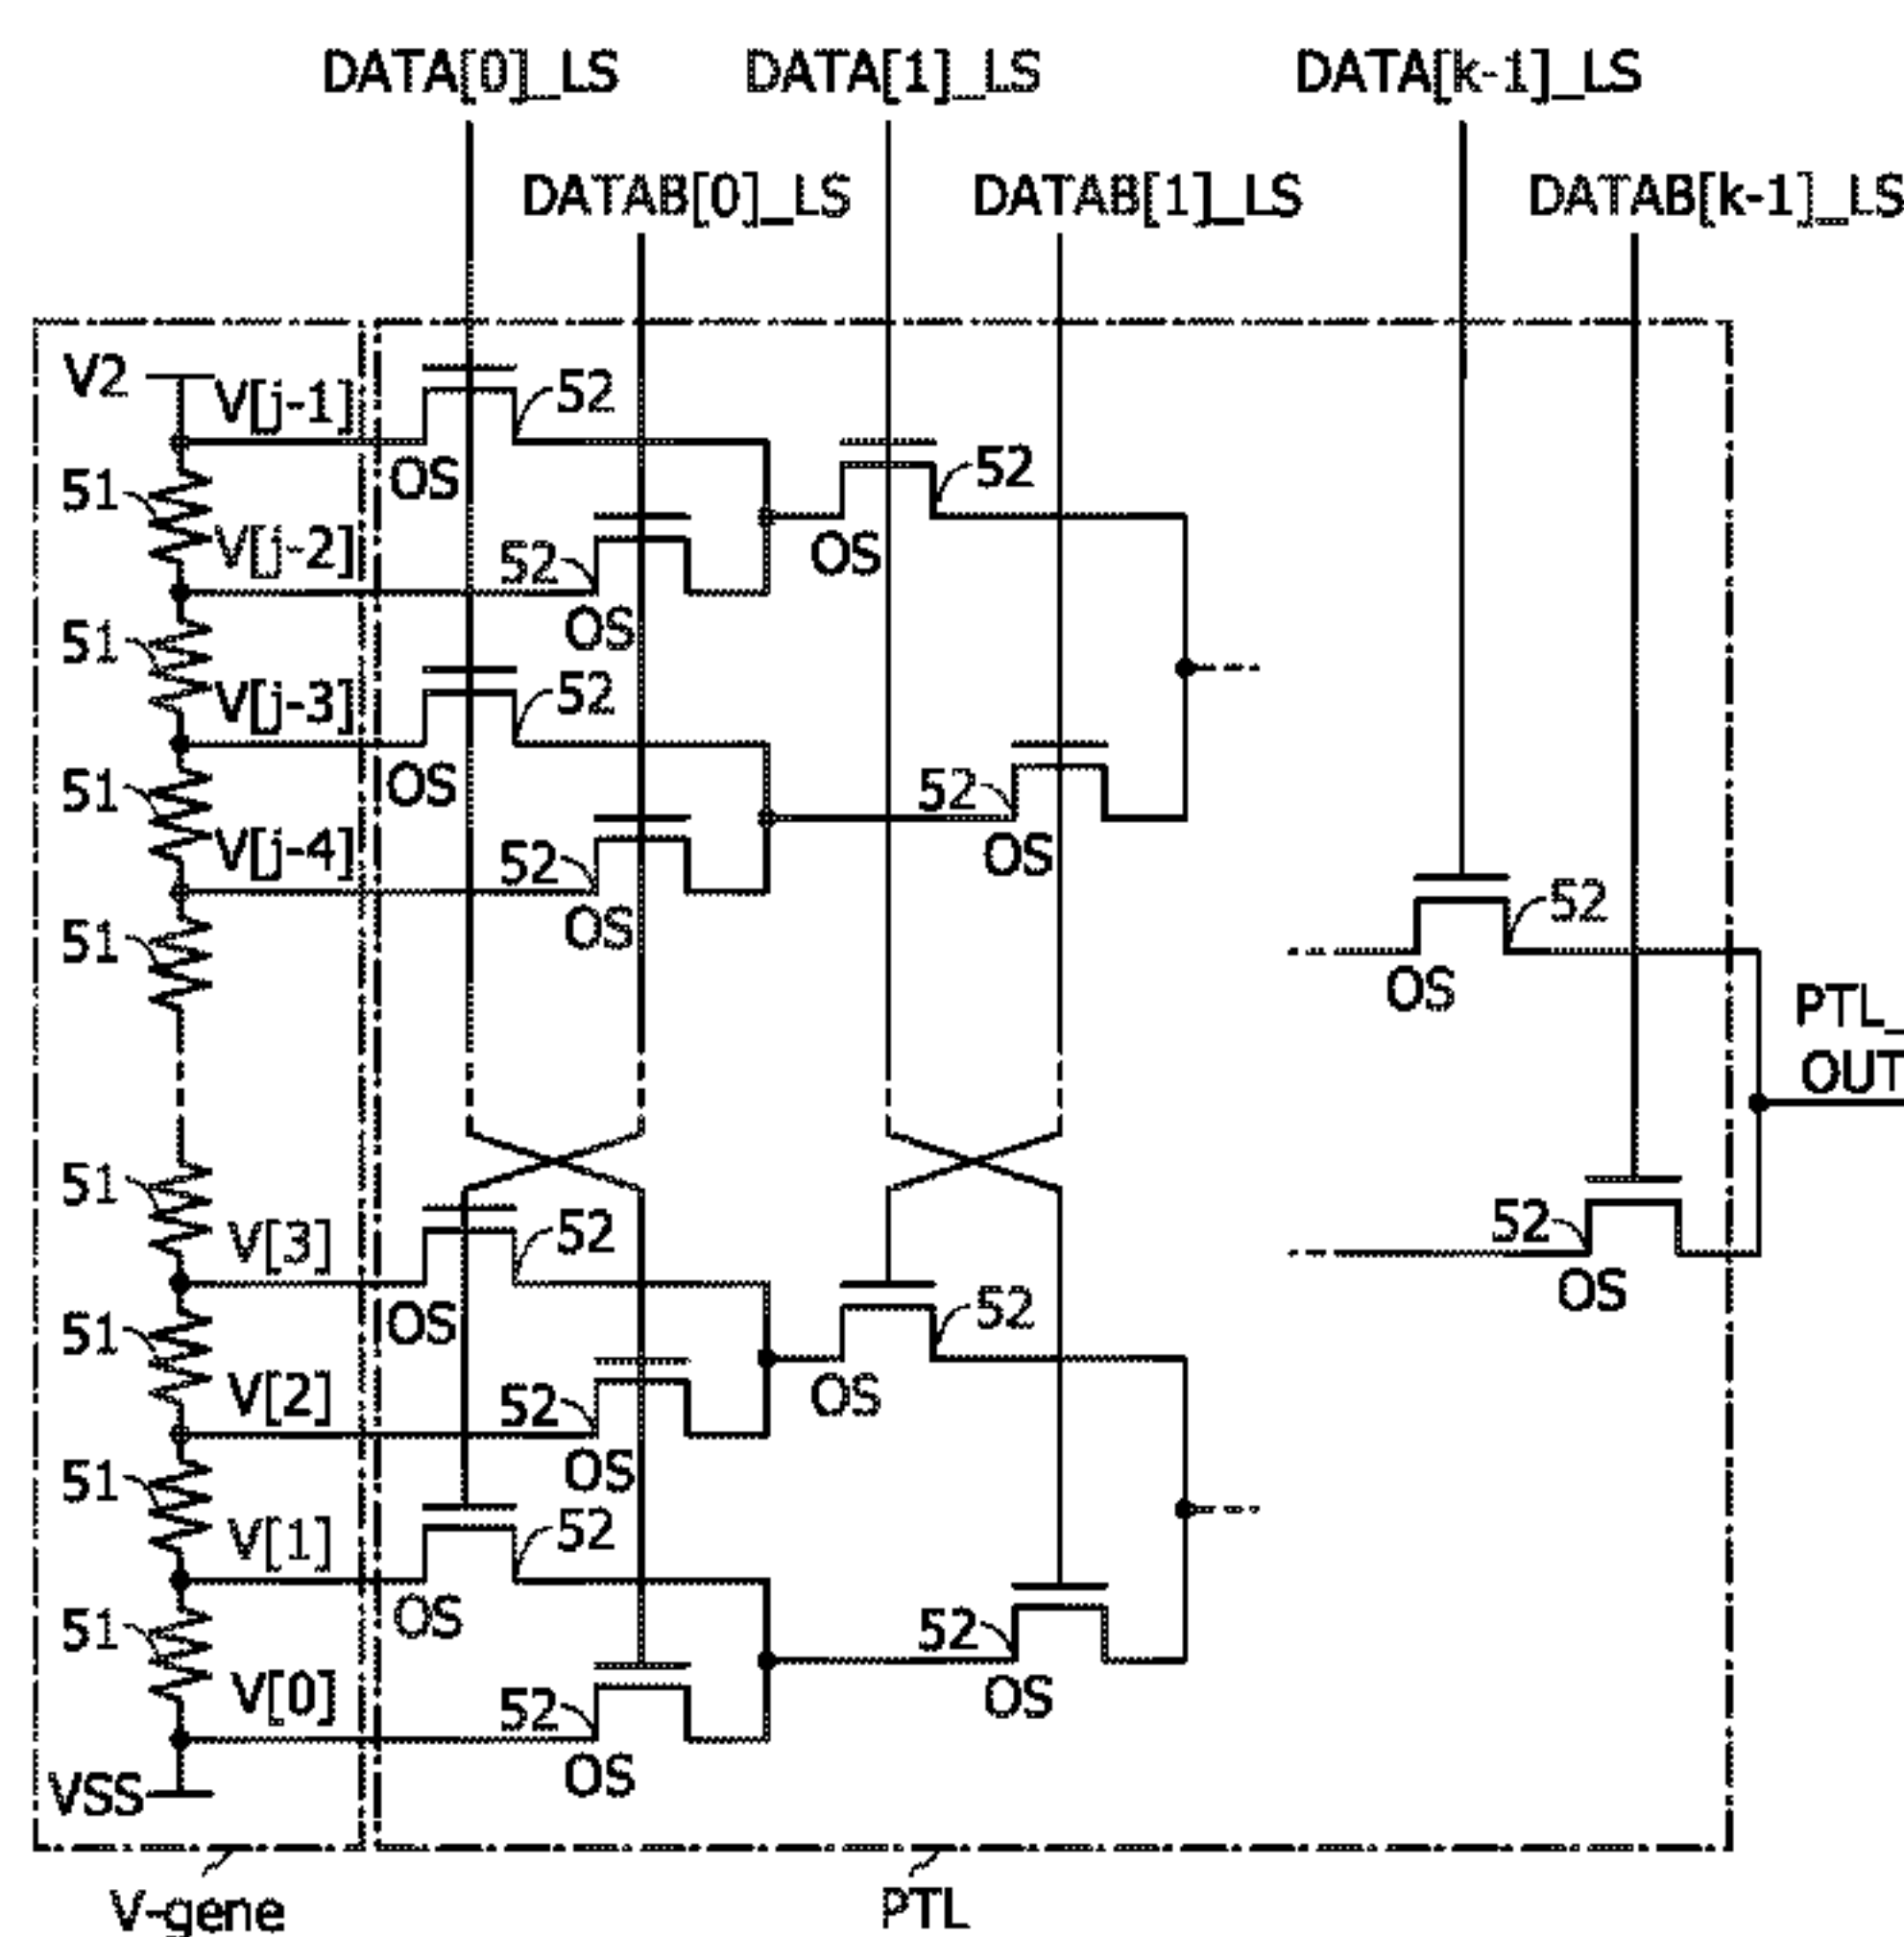 DATA[0]_LS DATA[1]_LS DATA[k-1]_LS
DATAB[0]_LS DATAB[1]_LS DATAB[k-1]_LS
V2 V[j-1] 52
OS 52
51 V[j-2] 52 OS
OS
51 V[j-3] 52
OS 52
51 V[j-4] 52 OS
OS
51 52
OS
PTL_
OUT
51 52
V[3] 52
OS OS
51 52
V[2] 52 OS
OS
51 V[1] 52
OS 52
51 V[0] 52 OS
OS
VSS
V-gene PTL